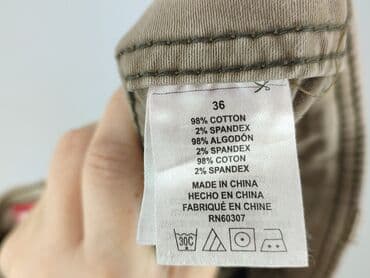 36
98% COTTON
2% SPANDEX
98% ALGODÓN
2% SPANDEX
98% COTON
2% SPANDEX
MADE IN CHINA
HECHO EN CHINA
FABRIQUÉ EN CHINE
RN60307
30C